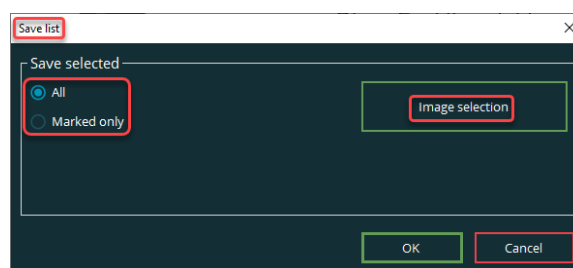 Save list
Save selected
All
Image selection
Marked only
OK
Cancel